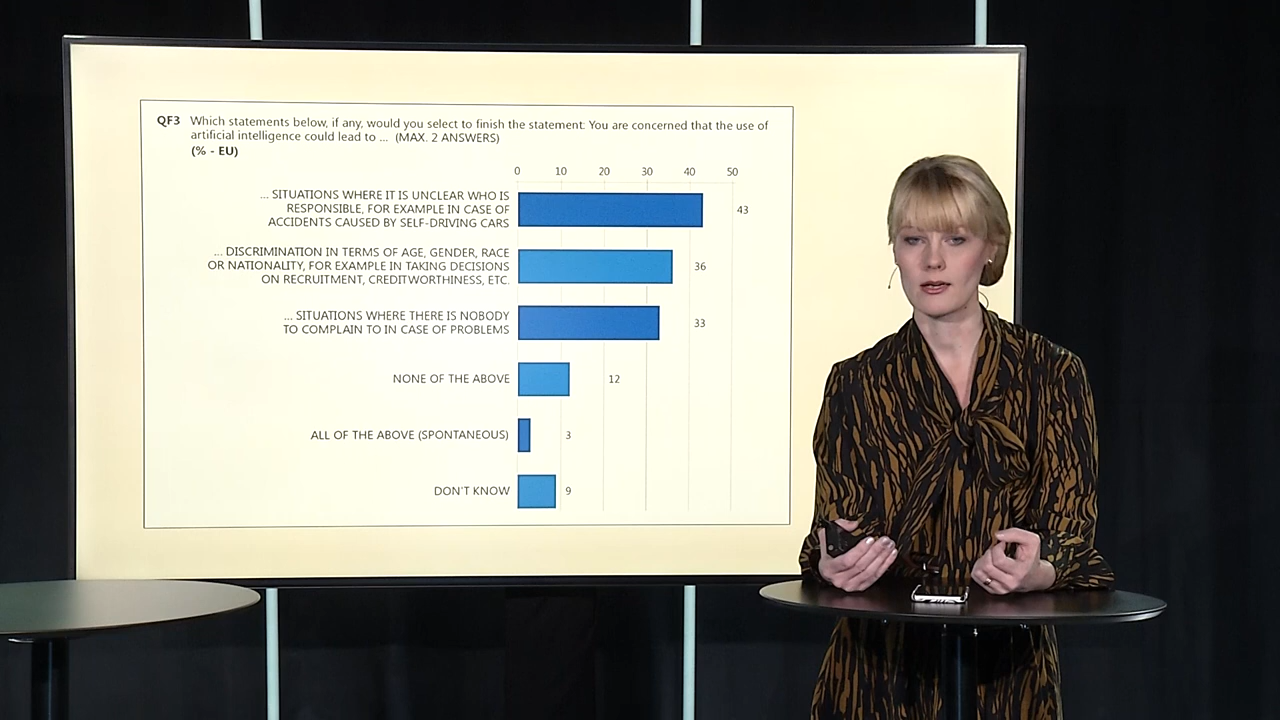 QF3 Which statements below, if any, would you select to finish the statement: You are concerned that the use of
artificial intelligence could lead to ... (MAX. 2 ANSWERS)
(% - EU)
0 10 20 30 40 50
... SITUATIONS WHERE IT IS UNCLEAR WHO IS
RESPONSIBLE, FOR EXAMPLE IN CASE OF
ACCIDENTS CAUSED BY SELF-DRIVING CARS
43
... DISCRIMINATION IN TERMS OF AGE, GENDER, RACE
OR NATIONALITY, FOR EXAMPLE IN TAKING DECISIONS
ON RECRUITMENT, CREDITWORTHINESS, ETC.
36
... SITUATIONS WHERE THERE IS NOBODY
TO COMPLAIN TO IN CASE OF PROBLEMS
33
NONE OF THE ABOVE
12
ALL OF THE ABOVE (SPONTANEOUS)
3
DON'T KNOW
9